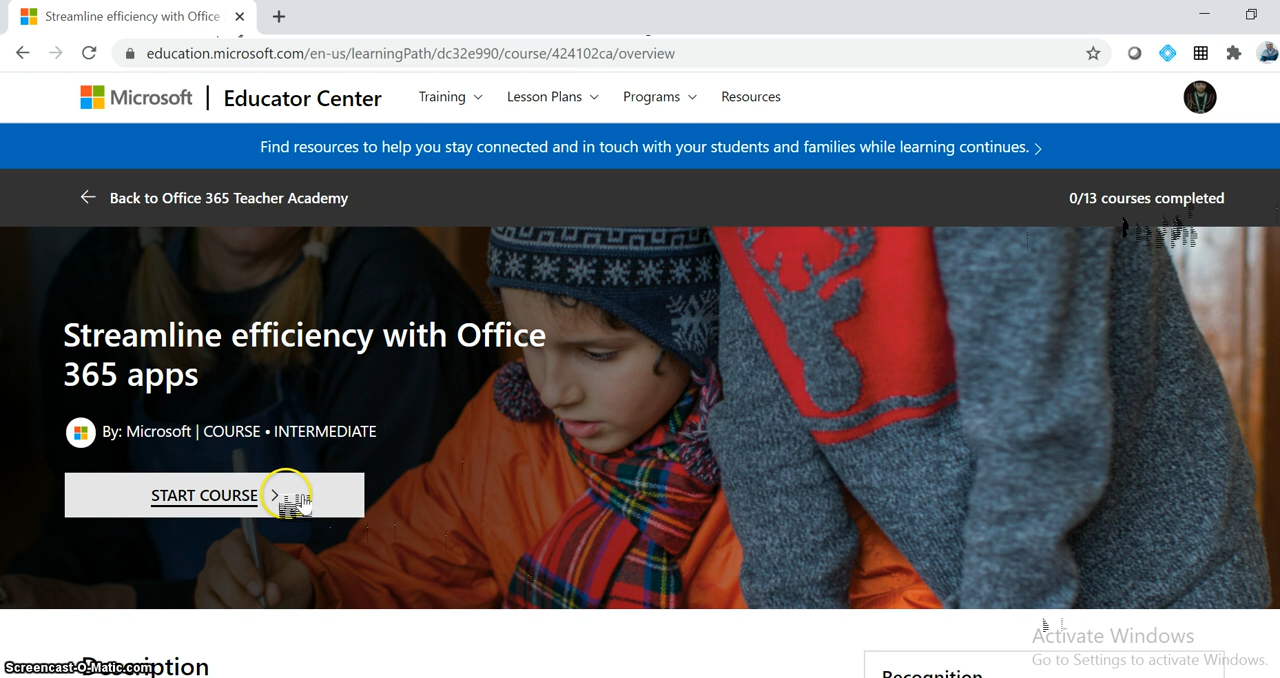 Streamline efficiency with Office
education.microsoft.com/en-us/learningPath/dc32e990/course/424102ca/overview
Microsoft | Educator Center
Training
Lesson Plans
Programs
Resources
Find resources to help you stay connected and in touch with your students and families while learning continues.
Back to Office 365 Teacher Academy
0/13 courses completed
Streamline efficiency with Office
365 apps
By: Microsoft | COURSE • INTERMEDIATE
START COURSE
Activate Windows
Go to Settings to activate Windows.
Description
Screencast-O-Matic.com
Recognition